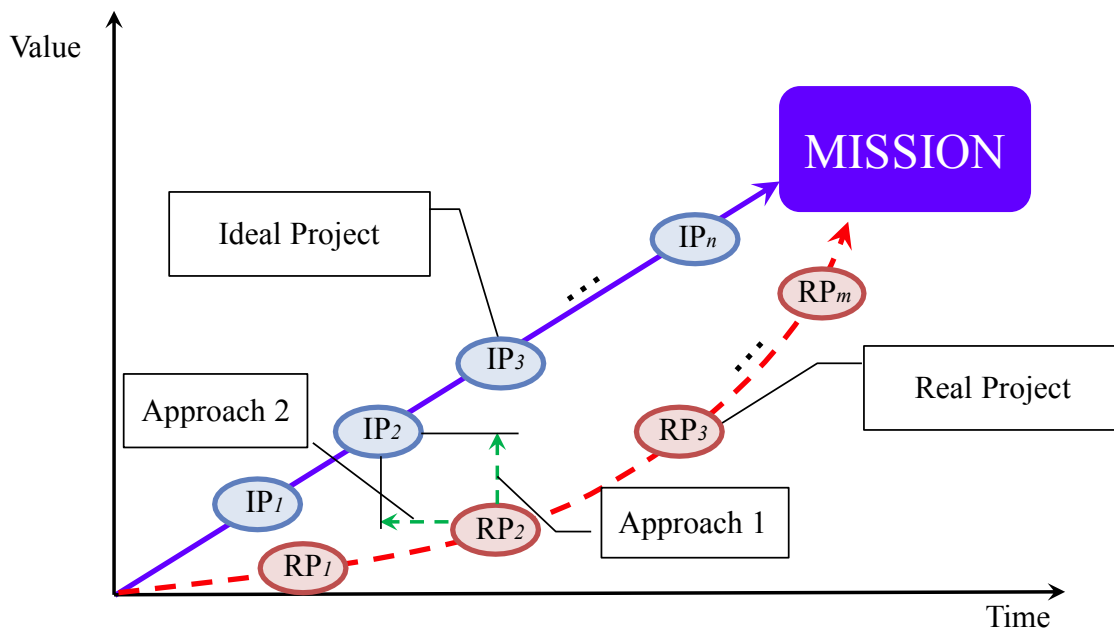 Value
MISSION
Ideal Project
IPn
RPm
IP3
Real Project
Approach 2
IP2
RP3
IP1
RP2
Approach 1
RP1
Time